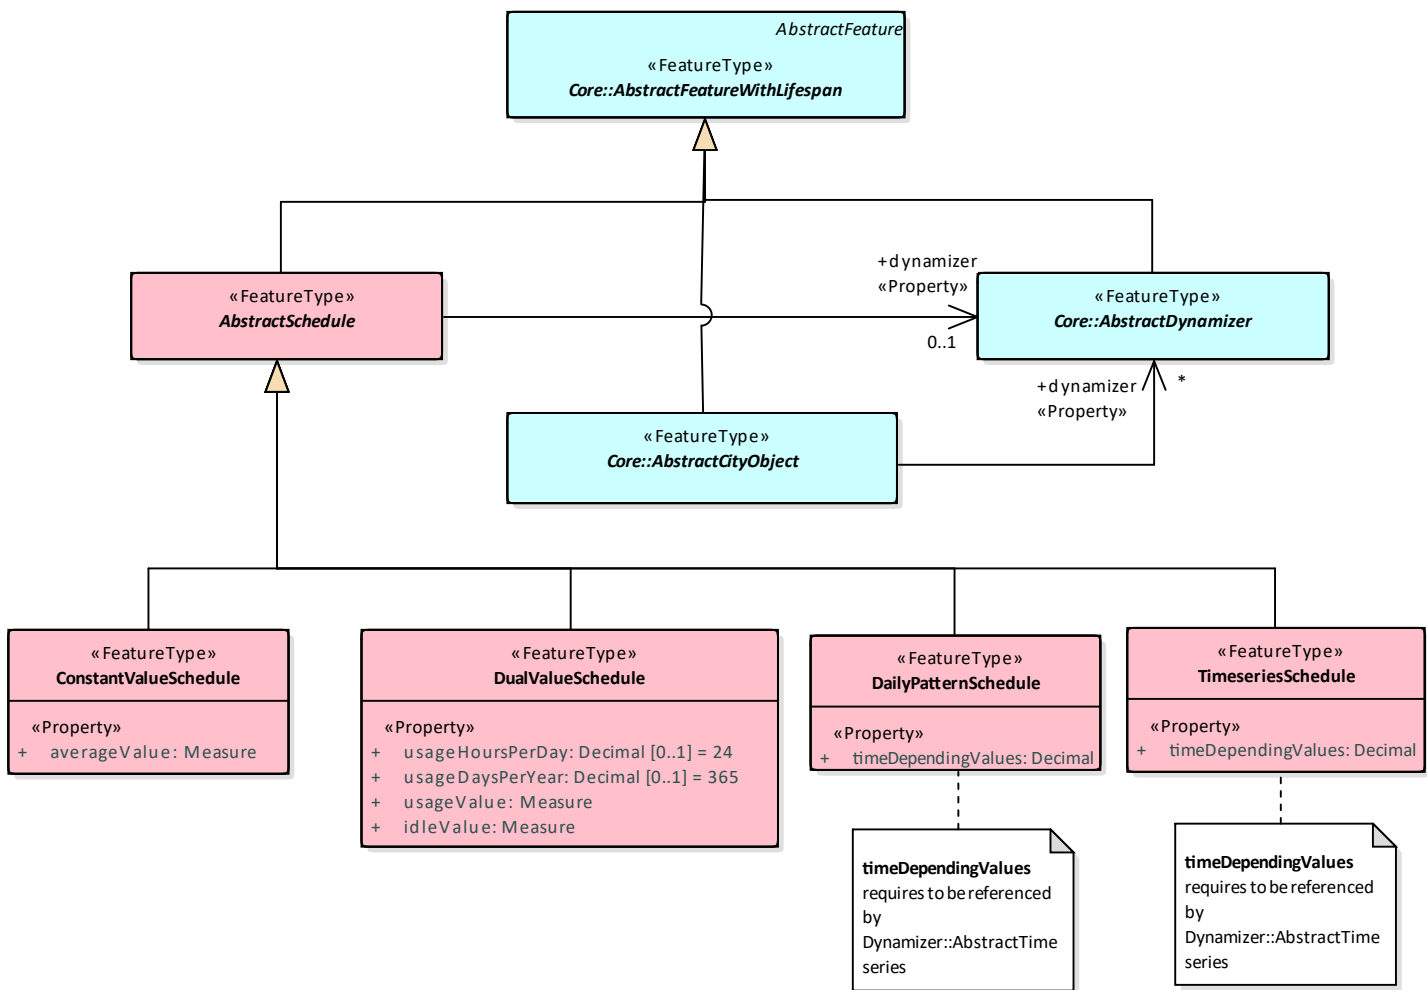 AbstractFeature
«FeatureType»
Core::AbstractFeatureWithLifespan
«FeatureType»
AbstractSchedule
+dynamizer
«Property»
0..1
«FeatureType»
Core::AbstractDynamizer
+dynamizer
«Property»
*
«FeatureType»
Core::AbstractCityObject
«FeatureType»
ConstantValueSchedule
«Property»
+ averageValue: Measure
«FeatureType»
DualValueSchedule
«Property»
+ usageHoursPerDay: Decimal [0..1] = 24
+ usageDaysPerYear: Decimal [0..1] = 365
+ usageValue: Measure
+ idleValue: Measure
«FeatureType»
DailyPatternSchedule
«Property»
+ timeDependingValues: Decimal
«FeatureType»
TimeseriesSchedule
«Property»
+ timeDependingValues: Decimal
timeDependingValues
requires to be referenced
by
Dynamizer::AbstractTime
series
timeDependingValues
requires to be referenced
by
Dynamizer::AbstractTime
series